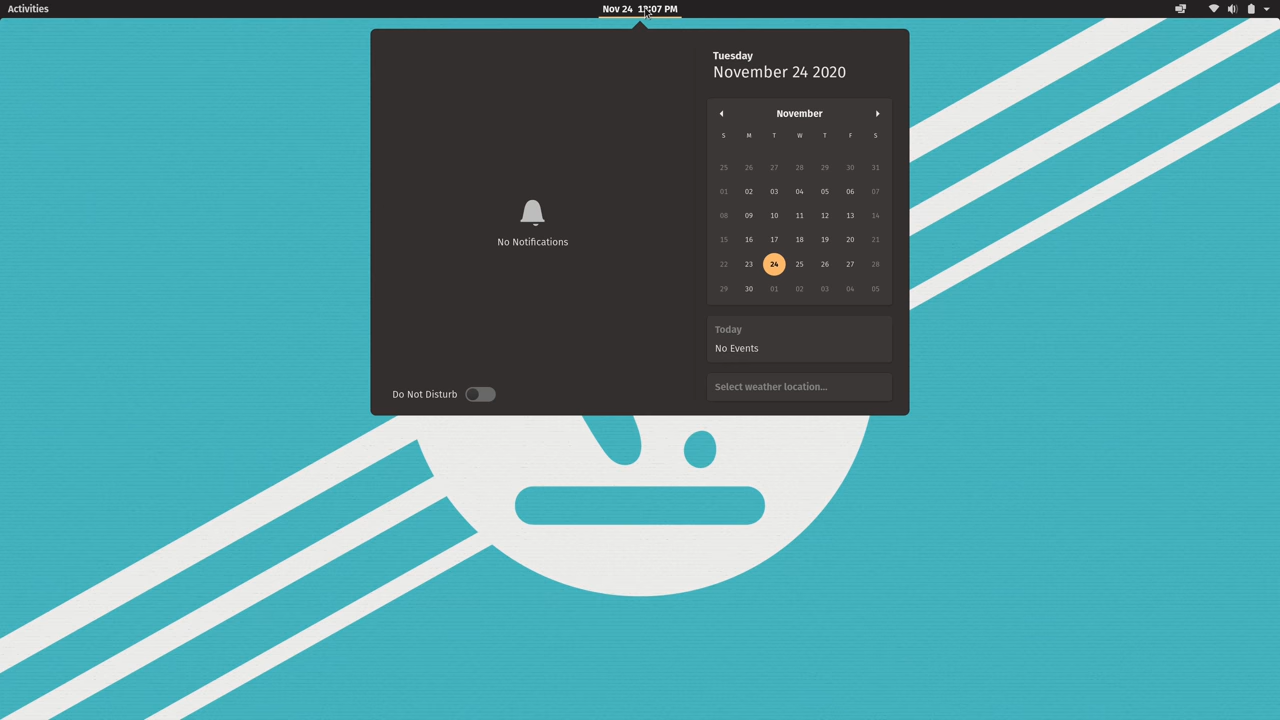 Activities
Nov 24
No Notifications
Do Not Disturb
Tuesday
November 24 2020
November
S M T W T F S
25 26 27 28 29 30 31
01 02 03 04 05 06 07
08 09 10 11 12 13 14
15 16 17 18 19 20 21
22 23 24 25 26 27 28
29 30 01 02 03 04 05
Today
No Events
Select weather location...